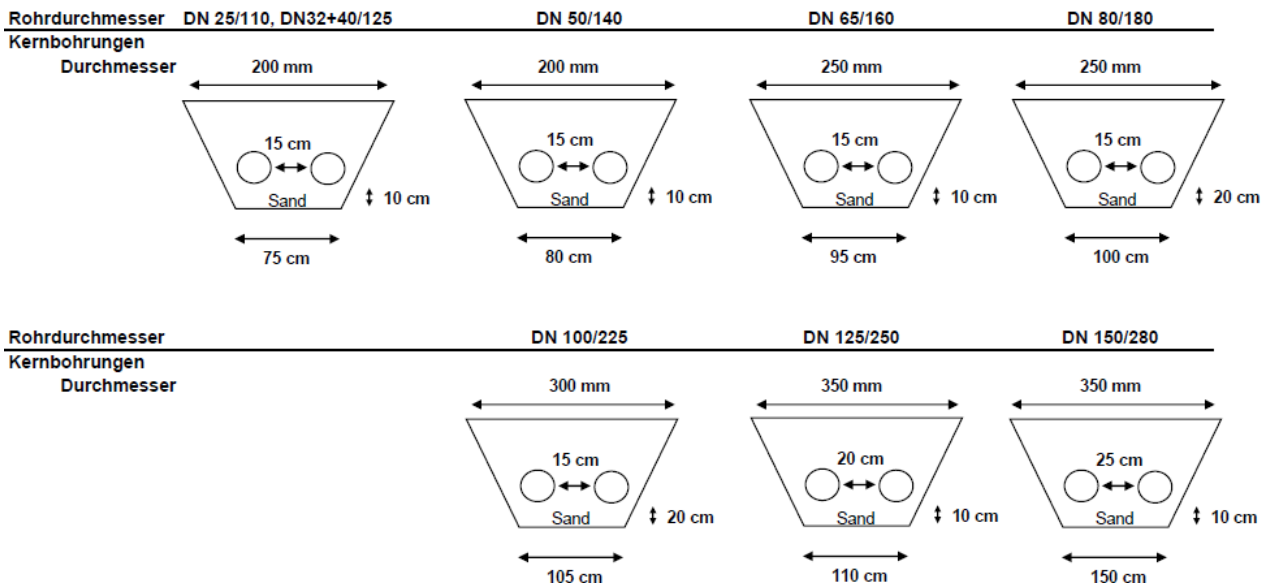 Rohrdurchmesser DN 25/110, DN32+40/125 DN 50/140 DN 65/160 DN 80/180
Kernbohrungen
Durchmesser 200 mm 200 mm 250 mm 250 mm
15 cm 15 cm 15 cm 15 cm
Sand 10 cm Sand 10 cm Sand 10 cm Sand 20 cm
75 cm 80 cm 95 cm 100 cm
Rohrdurchmesser DN 100/225 DN 125/250 DN 150/280
Kernbohrungen
Durchmesser 300 mm 350 mm 350 mm
15 cm 20 cm 25 cm
Sand 20 cm Sand 10 cm Sand 10 cm
105 cm 110 cm 150 cm